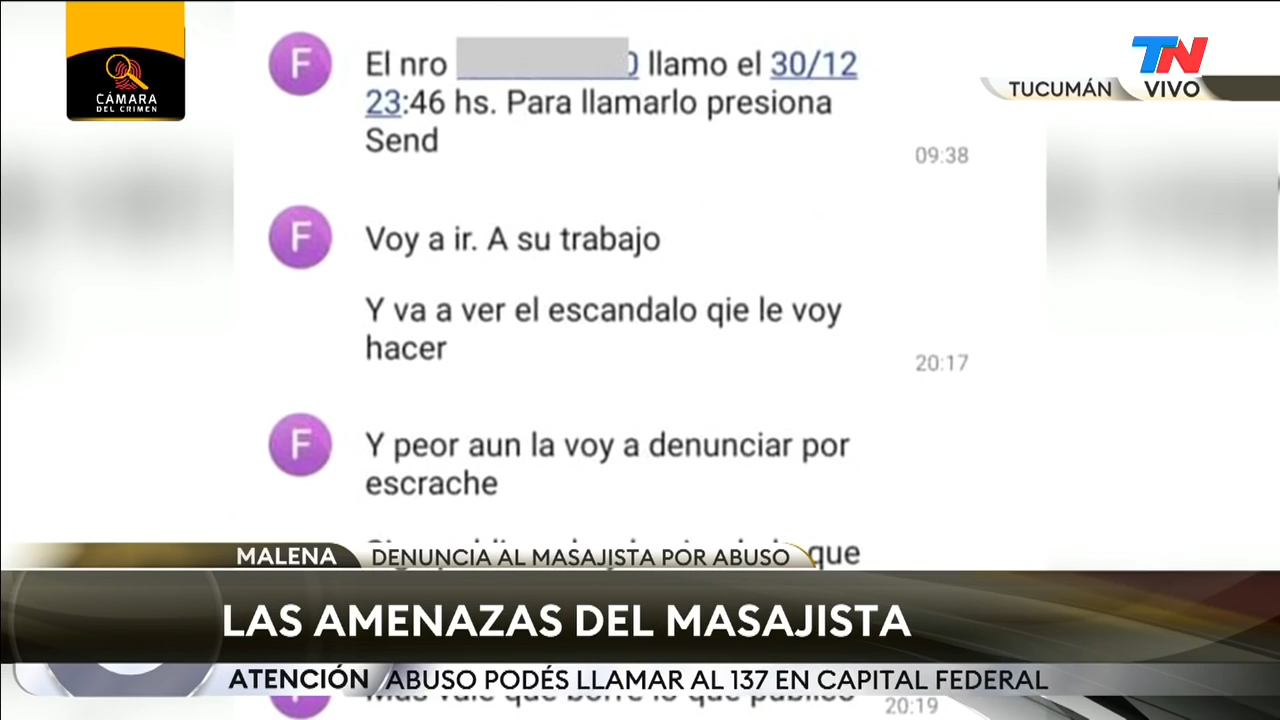 CÁMARA
DEL CRIMEN
TN
TUCUMÁN
VIVO
F
El nro 0 llamo el 30/12
23:46 hs. Para llamarlo presiona
Send
09:38
F
Voy a ir. A su trabajo
Y va a ver el escandalo qie le voy
hacer
20:17
F
Y peor aun la voy a denunciar por
escrache
que
MALENA
DENUNCIA AL MASAJISTA POR ABUSO
LAS AMENAZAS DEL MASAJISTA
ATENCIÓN
ABUSO PODÉS LLAMAR AL 137 EN CAPITAL FEDERAL
20:19